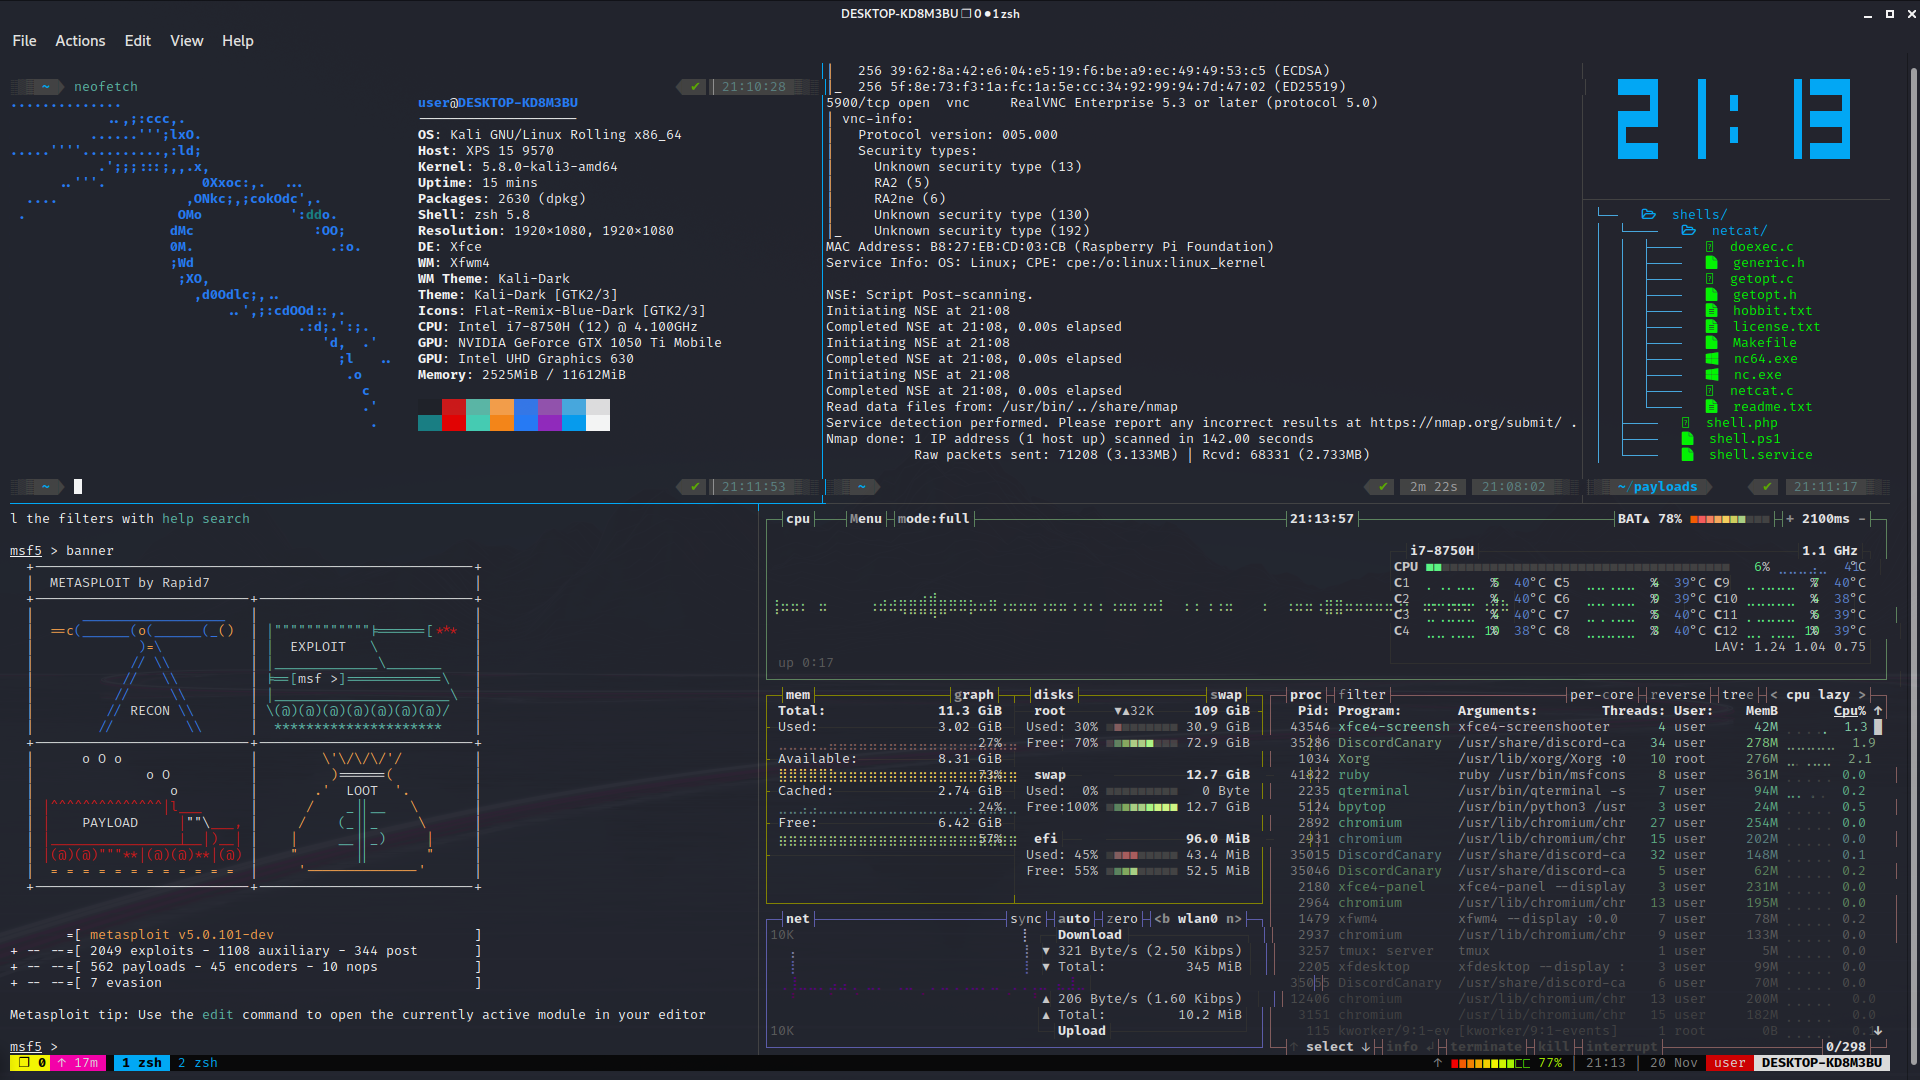 DESKTOP-KD8M3BU ❐ 0 ● 1 zsh
File Actions Edit View Help
~ neofetch ✔ 21:10:28
user@DESKTOP-KD8M3BU
OS: Kali GNU/Linux Rolling x86_64
Host: XPS 15 9570
Kernel: 5.8.0-kali3-amd64
Uptime: 15 mins
Packages: 2630 (dpkg)
Shell: zsh 5.8
Resolution: 1920×1080, 1920×1080
DE: Xfce
WM: Xfwm4
WM Theme: Kali-Dark
Theme: Kali-Dark [GTK2/3]
Icons: Flat-Remix-Blue-Dark [GTK2/3]
CPU: Intel i7-8750H (12) @ 4.100GHz
GPU: NVIDIA GeForce GTX 1050 Ti Mobile
GPU: Intel UHD Graphics 630
Memory: 2525MiB / 11612MiB
~ ✔ 21:11:53
| 256 39:62:8a:42:e6:04:e5:19:f6:be:a9:ec:49:49:53:c5 (ECDSA)
|_ 256 5f:8e:73:f3:1a:fc:1a:5e:cc:34:92:99:94:7d:47:02 (ED25519)
5900/tcp open vnc RealVNC Enterprise 5.3 or later (protocol 5.0)
| vnc-info:
| Protocol version: 005.000
| Security types:
| Unknown security type (13)
| RA2 (5)
| RA2ne (6)
| Unknown security type (130)
|_ Unknown security type (192)
MAC Address: B8:27:EB:CD:03:CB (Raspberry Pi Foundation)
Service Info: OS: Linux; CPE: cpe:/o:linux:linux_kernel
NSE: Script Post-scanning.
Initiating NSE at 21:08
Completed NSE at 21:08, 0.00s elapsed
Initiating NSE at 21:08
Completed NSE at 21:08, 0.00s elapsed
Initiating NSE at 21:08
Completed NSE at 21:08, 0.00s elapsed
Read data files from: /usr/bin/../share/nmap
Service detection performed. Please report any incorrect results at https://nmap.org/submit/ .
Nmap done: 1 IP address (1 host up) scanned in 142.00 seconds
Raw packets sent: 71208 (3.133MB) | Rcvd: 68331 (2.733MB)
~ ✔ 2m 22s 21:08:02
21:13
shells/
netcat/
doexec.c
generic.h
getopt.c
getopt.h
hobbit.txt
license.txt
Makefile
nc64.exe
nc.exe
netcat.c
readme.txt
shell.php
shell.ps1
shell.service
~/payloads ✔ 21:11:17
l the filters with help search
msf5 > banner
METASPLOIT by Rapid7
EXPLOIT
[msf >]
RECON
PAYLOAD
LOOT
=[ metasploit v5.0.101-dev ]
+ -- --=[ 2049 exploits - 1108 auxiliary - 344 post ]
+ -- --=[ 562 payloads - 45 encoders - 10 nops ]
+ -- --=[ 7 evasion ]
Metasploit tip: Use the edit command to open the currently active module in your editor
msf5 >
cpu Menu mode:full 21:13:57 BAT▲ 78% + 2100ms -
i7-8750H 1.1 GHz
CPU 6%
C1 40°C C5 39°C C9 40°C
C2 40°C C6 39°C C10 38°C
C3 40°C C7 40°C C11 39°C
C4 38°C C8 40°C C12 39°C
LAV: 1.24 1.04 0.75
up 0:17
mem graph
Total: 11.3 GiB
Used: 3.02 GiB
27%
Available: 8.31 GiB
73%
Cached: 2.74 GiB
24%
Free: 6.42 GiB
57%
disks swap
root ▼▲32K 109 GiB
Used: 30% 30.9 GiB
Free: 70% 72.9 GiB
swap 12.7 GiB
Used: 0% 0 Byte
Free:100% 12.7 GiB
efi 96.0 MiB
Used: 45% 43.4 MiB
Free: 55% 52.5 MiB
net sync auto zero <b wlan0 n>
10K
Download
▼ 321 Byte/s (2.50 Kibps)
▼ Total: 345 MiB
▲ 206 Byte/s (1.60 Kibps)
▲ Total: 10.2 MiB
10K Upload
proc filter per-core reverse tree < cpu lazy >
Pid: Program: Arguments: Threads: User: MemB Cpu% ↑
43546 xfce4-screensh xfce4-screenshooter 4 user 42M 1.3
35286 DiscordCanary /usr/share/discord-ca 34 user 278M 1.9
1034 Xorg /usr/lib/xorg/Xorg :0 10 root 276M 2.1
41822 ruby ruby /usr/bin/msfcons 8 user 361M 0.0
2235 qterminal /usr/bin/qterminal -s 7 user 94M 0.2
5124 bpytop /usr/bin/python3 /usr 3 user 24M 0.5
2892 chromium /usr/lib/chromium/chr 27 user 254M 0.0
2931 chromium /usr/lib/chromium/chr 15 user 202M 0.0
35015 DiscordCanary /usr/share/discord-ca 32 user 148M 0.1
35046 DiscordCanary /usr/share/discord-ca 5 user 62M 0.2
2180 xfce4-panel xfce4-panel --display 3 user 231M 0.0
2964 chromium /usr/lib/chromium/chr 13 user 195M 0.0
1479 xfwm4 xfwm4 --display :0.0 7 user 78M 0.2
2937 chromium /usr/lib/chromium/chr 9 user 133M 0.0
3257 tmux: server tmux 1 user 5M 0.0
2205 xfdesktop xfdesktop --display : 3 user 99M 0.0
35055 DiscordCanary /usr/share/discord-ca 6 user 70M 0.0
12406 chromium /usr/lib/chromium/chr 13 user 200M 0.0
3151 chromium /usr/lib/chromium/chr 15 user 182M 0.0
115 kworker/9:1-ev [kworker/9:1-events] 1 root 0B
↑ select ↓ info ↲ terminate kill interrupt 0/298
❐ 0 ↑ 17m 1 zsh 2 zsh ↑ 77% | 21:13 | 20 Nov user DESKTOP-KD8M3BU